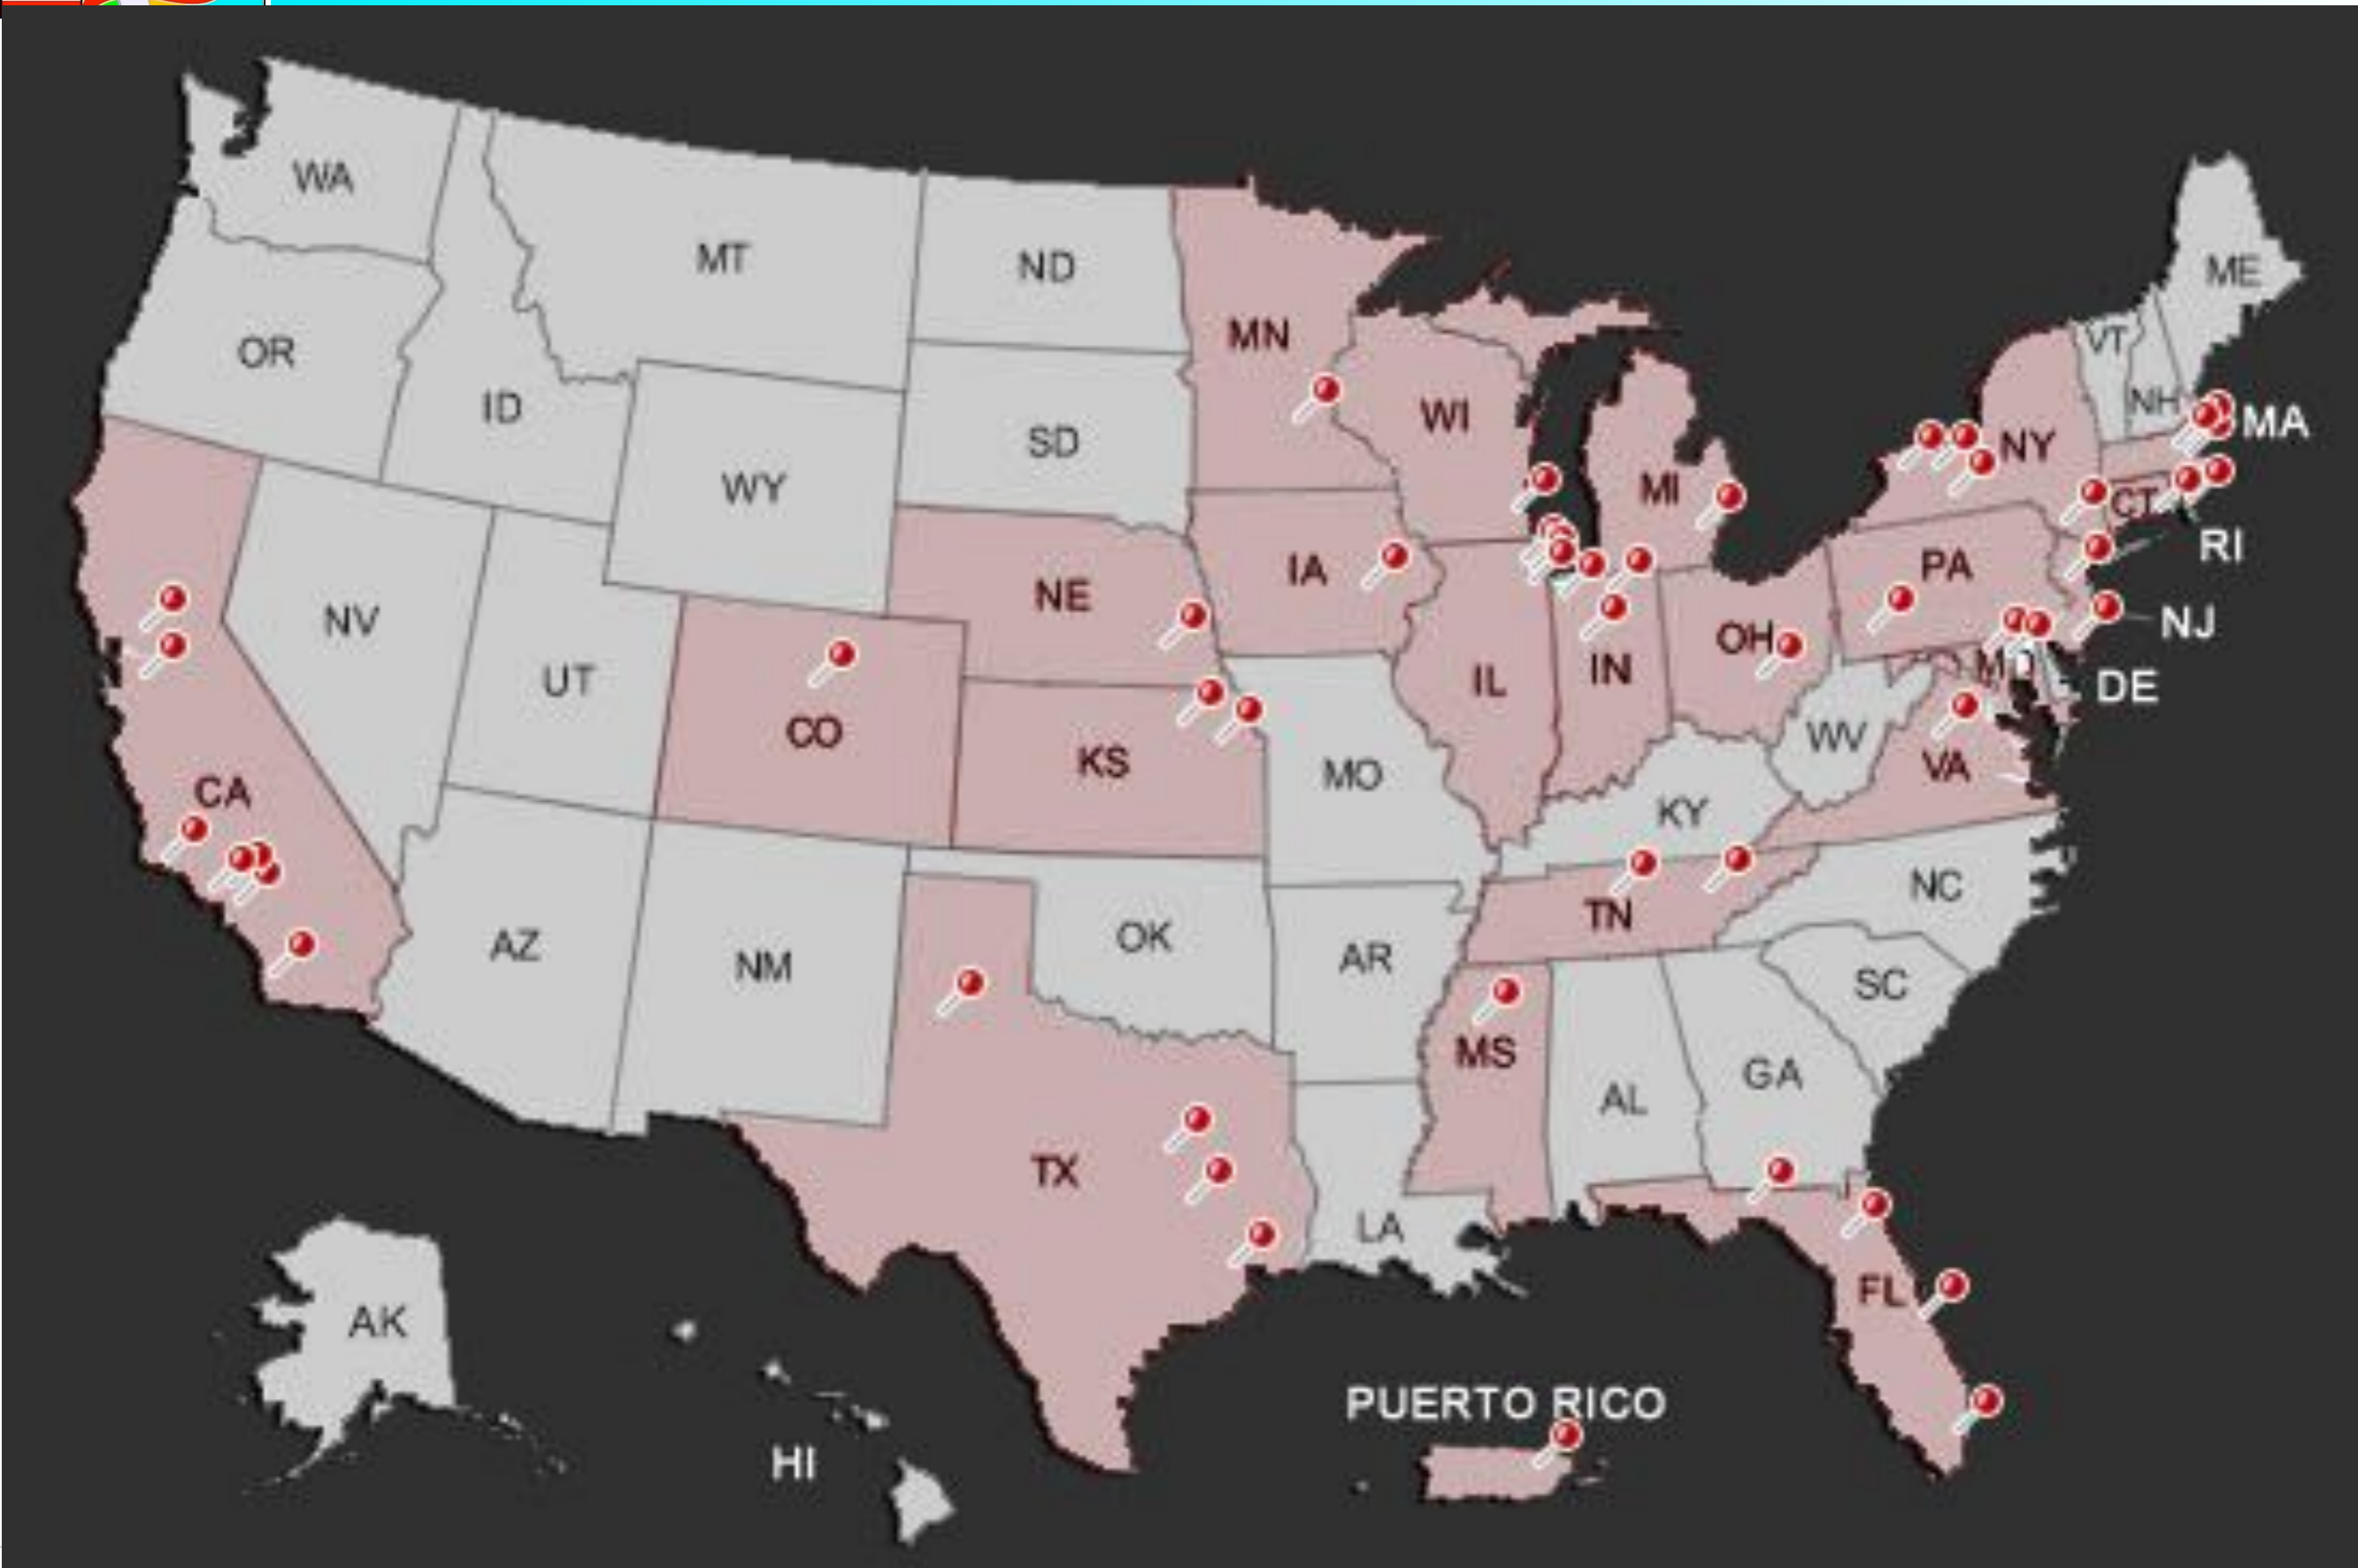 WA
MT
ND
ME
MN
VT
OR
ID
WI
NH
MA
SD
NY
WY
MI
CT
RI
NE
IA
PA
NV
NJ
UT
IL
IN
OH
MD
DE
CO
KS
WV
MO
VA
CA
KY
NC
TN
AZ
NM
OK
AR
SC
MS
GA
AL
TX
LA
FL
AK
PUERTO RICO
HI